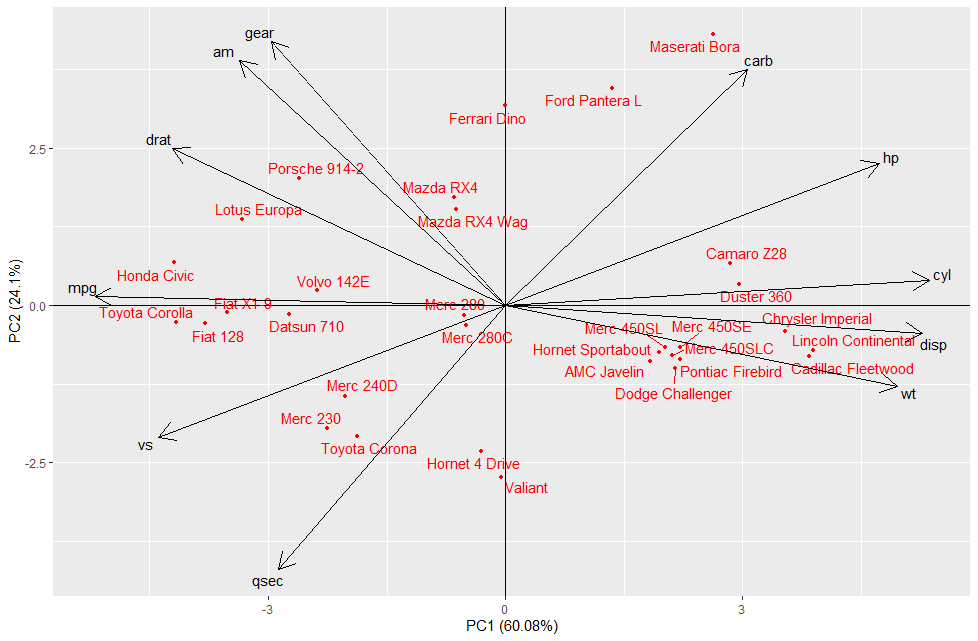 gear
am
Maserati Bora
carb
Ford Pantera L
Ferrari Dino
drat
hp
Porsche 914-2
Mazda RX4
Lotus Europa
Mazda RX4 Wag
Camaro Z28
Honda Civic
cyl
Volvo 142E
mpg
Duster 360
Fiat X1-9
Merc 280
Toyota Corolla
Chrysler Imperial
Datsun 710
Merc 450SL
Merc 450SE
Fiat 128
Merc 280C
Lincoln Continental
disp
Hornet Sportabout
Merc 450SLC
AMC Javelin
Pontiac Firebird
Cadillac Fleetwood
Merc 240D
Dodge Challenger
wt
Merc 230
vs
Toyota Corona
Hornet 4 Drive
Valiant
qsec
2.5
0.0
-2.5
PC2 (24.1%)
-3
0
3
PC1 (60.08%)